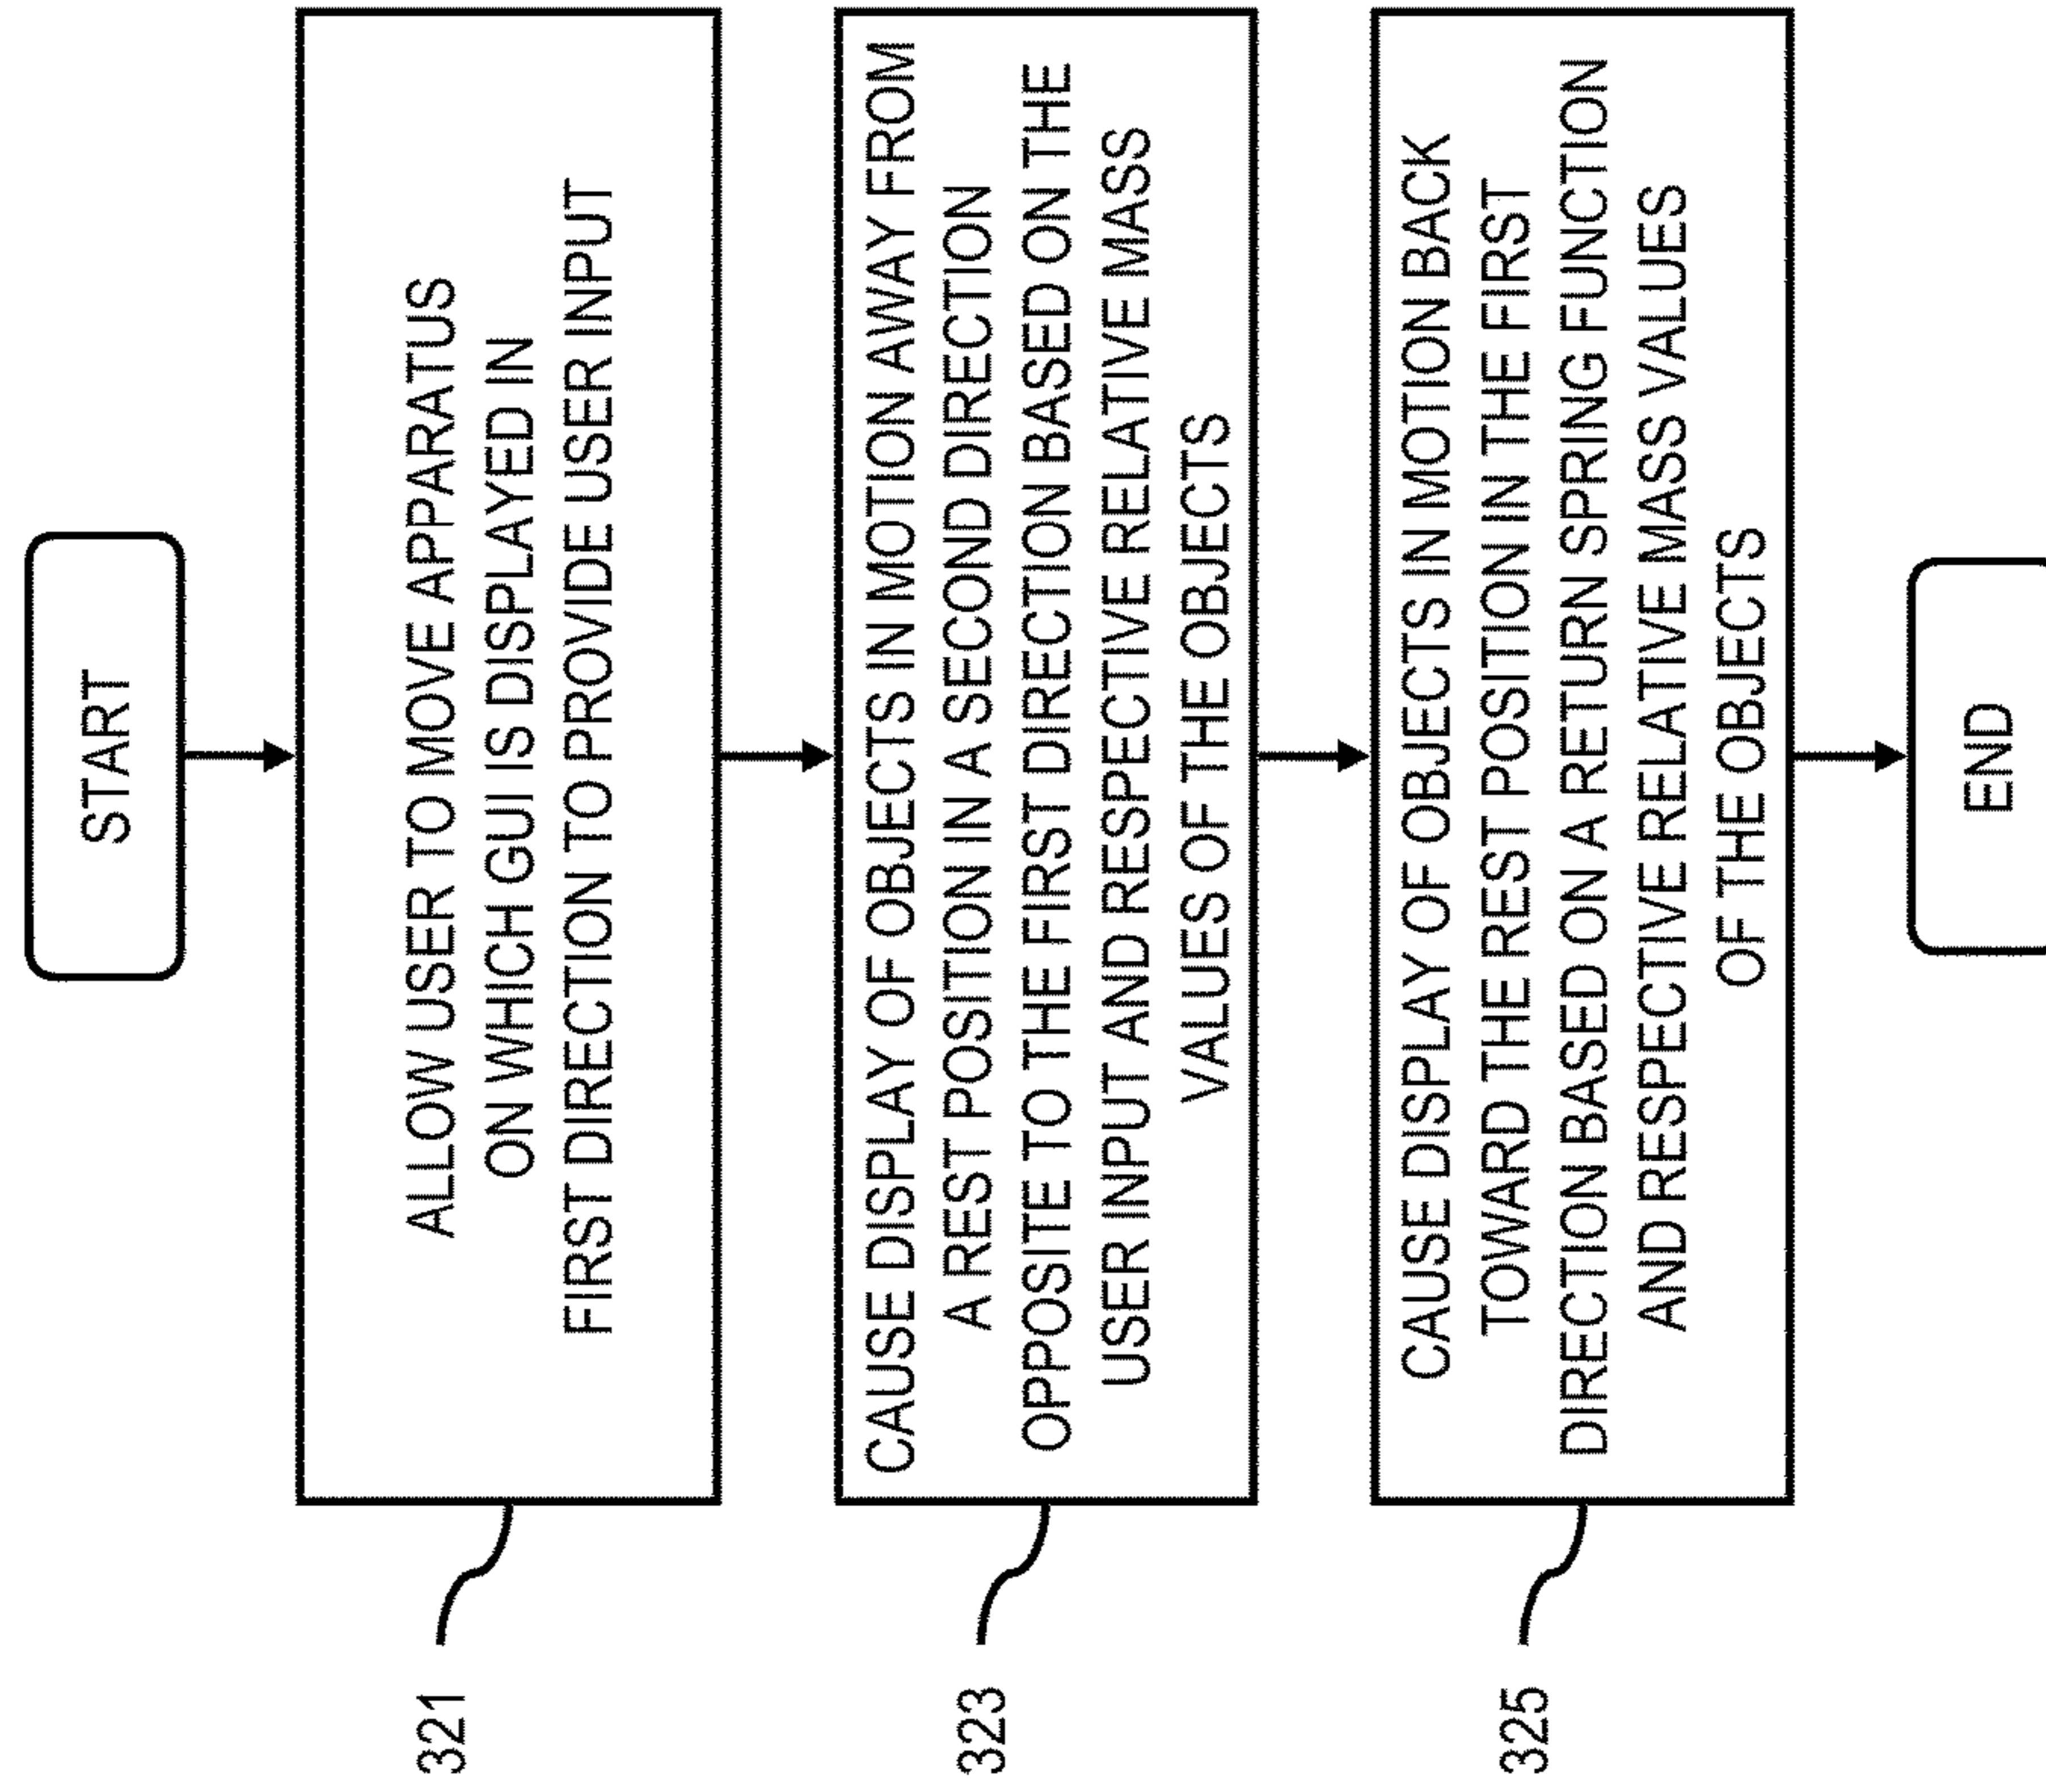 START
321
ALLOW USER TO MOVE APPARATUS
ON WHICH GUI IS DISPLAYED IN
FIRST DIRECTION TO PROVIDE USER INPUT
323
CAUSE DISPLAY OF OBJECTS IN MOTION AWAY FROM
A REST POSITION IN A SECOND DIRECTION
OPPOSITE TO THE FIRST DIRECTION BASED ON THE
USER INPUT AND RESPECTIVE RELATIVE MASS
VALUES OF THE OBJECTS
325
CAUSE DISPLAY OF OBJECTS IN MOTION BACK
TOWARD THE REST POSITION IN THE FIRST
DIRECTION BASED ON A RETURN SPRING FUNCTION
AND RESPECTIVE RELATIVE MASS VALUES
OF THE OBJECTS
END